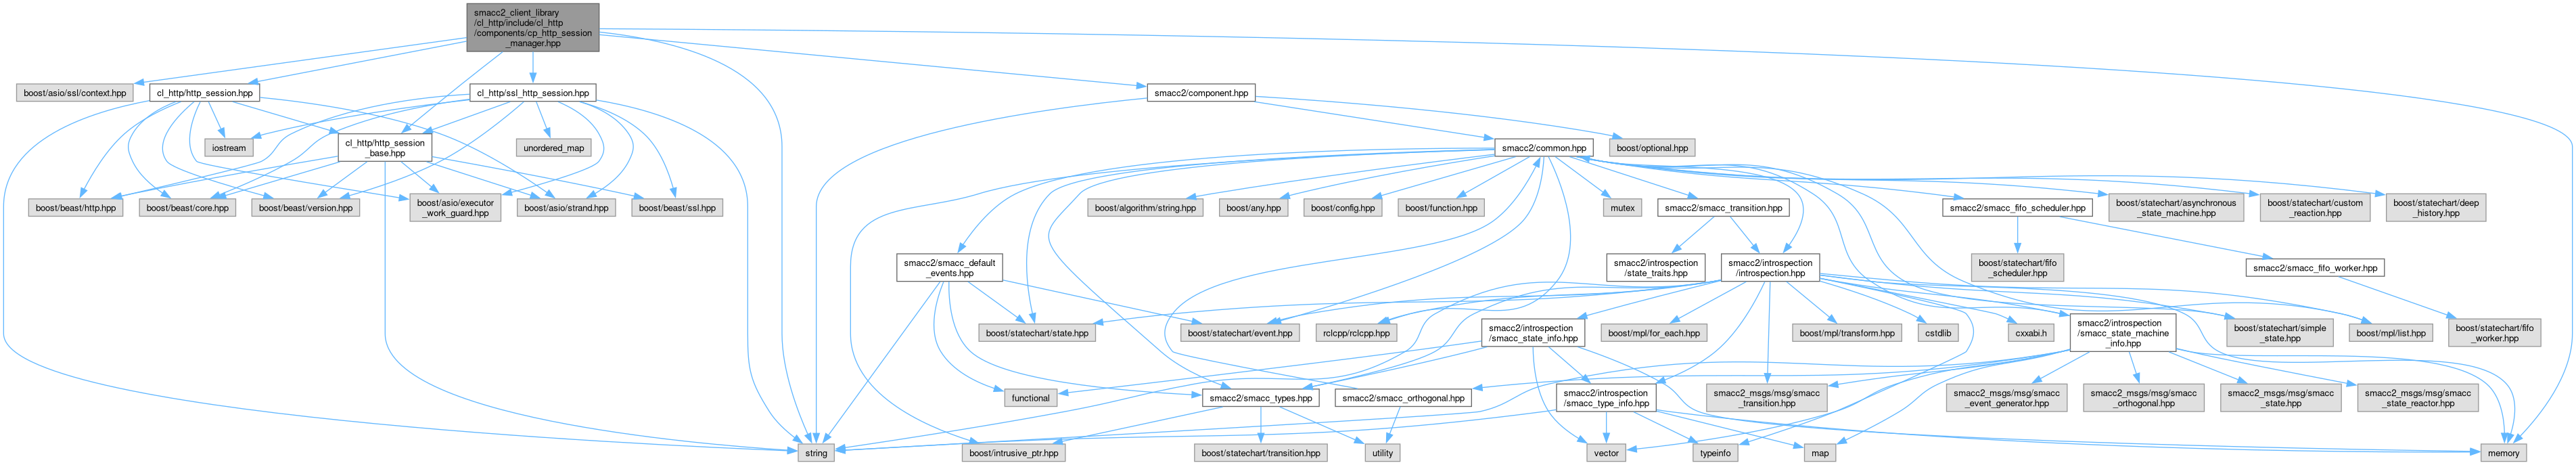 smacc2_client_library
/cl_http/include/cl_http
/components/cp_http_session
_manager.hpp
boost/asio/ssl/context.hpp
cl_http/http_session.hpp
cl_http/ssl_http_session.hpp
smacc2/component.hpp
iostream
cl_http/http_session
_base.hpp
unordered_map
smacc2/common.hpp
boost/optional.hpp
boost/beast/http.hpp
boost/beast/core.hpp
boost/beast/version.hpp
boost/asio/executor
_work_guard.hpp
boost/asio/strand.hpp
boost/beast/ssl.hpp
boost/algorithm/string.hpp
boost/any.hpp
boost/config.hpp
boost/function.hpp
mutex
smacc2/smacc_transition.hpp
smacc2/smacc_fifo_scheduler.hpp
boost/statechart/asynchronous
_state_machine.hpp
boost/statechart/custom
_reaction.hpp
boost/statechart/deep
_history.hpp
smacc2/smacc_default
_events.hpp
smacc2/introspection
/state_traits.hpp
smacc2/introspection
/introspection.hpp
boost/statechart/fifo
_scheduler.hpp
smacc2/smacc_fifo_worker.hpp
boost/statechart/state.hpp
boost/statechart/event.hpp
rclcpp/rclcpp.hpp
smacc2/introspection
/smacc_state_info.hpp
boost/mpl/for_each.hpp
boost/mpl/transform.hpp
cstdlib
cxxabi.h
smacc2/introspection
/smacc_state_machine
_info.hpp
boost/statechart/simple
_state.hpp
boost/mpl/list.hpp
boost/statechart/fifo
_worker.hpp
functional
smacc2/smacc_types.hpp
smacc2/smacc_orthogonal.hpp
smacc2/introspection
/smacc_type_info.hpp
smacc2_msgs/msg/smacc
_transition.hpp
smacc2_msgs/msg/smacc
_event_generator.hpp
smacc2_msgs/msg/smacc
_orthogonal.hpp
smacc2_msgs/msg/smacc
_state.hpp
smacc2_msgs/msg/smacc
_state_reactor.hpp
string
boost/intrusive_ptr.hpp
boost/statechart/transition.hpp
utility
vector
typeinfo
map
memory